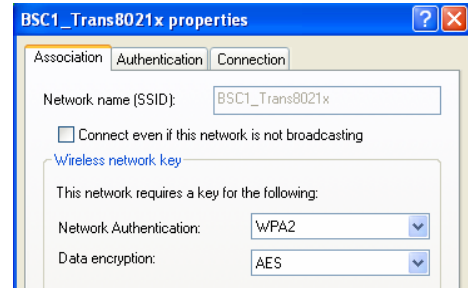 BSC1_Trans8021x properties
Association Authentication Connection
Network name (SSID): BSC1_Trans8021x
Connect even if this network is not broadcasting
Wireless network key
This network requires a key for the following:
Network Authentication: WPA2
Data encryption: AES